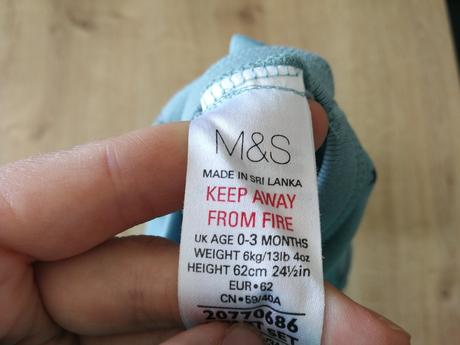 M&S
MADE IN SRI LANKA
KEEP AWAY
FROM FIRE
UK AGE 0-3 MONTHS
WEIGHT 6kg/13lb 4oz
HEIGHT 62cm 24½in
EUR•62
CN•59/40A
20770686
SET